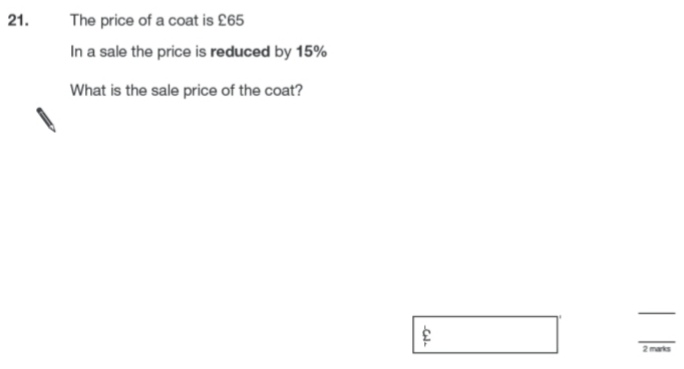 21. The price of a coat is £65
In a sale the price is reduced by 15%
What is the sale price of the coat?
£
2 marks